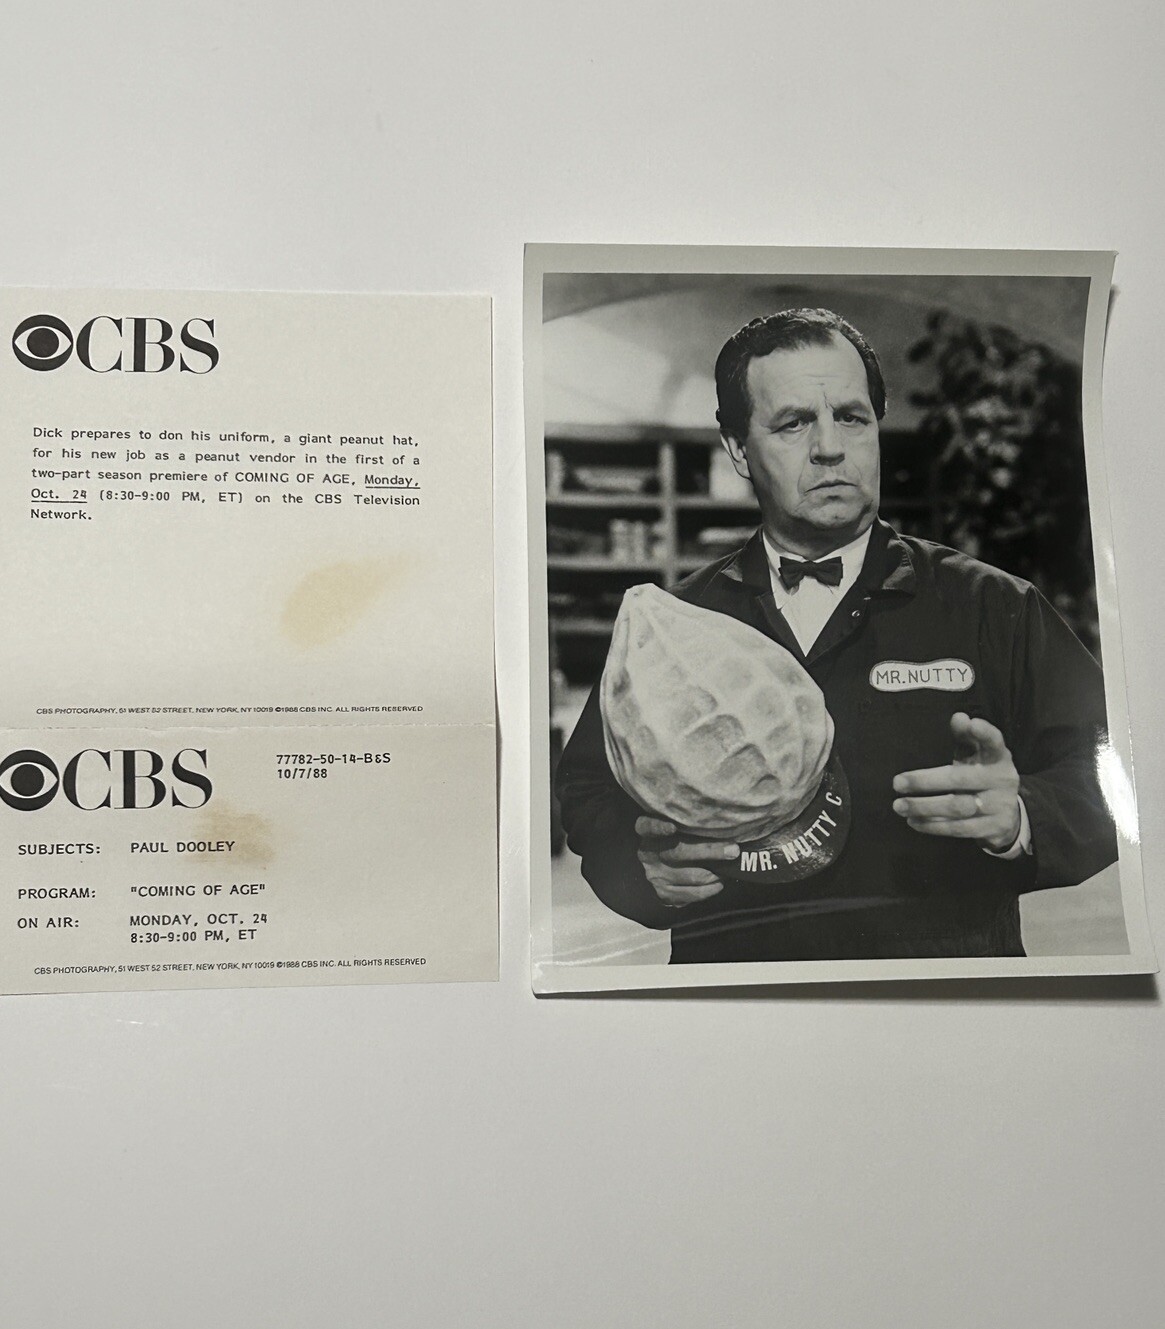 CBS
Dick prepares to don his uniform, a giant peanut hat,
for his new job as a peanut vendor in the first of a
two-part season premiere of COMING OF AGE, Monday,
Oct. 24 (8:30-9:00 PM, ET) on the CBS Television
Network.
CBS PHOTOGRAPHY, 51 WEST 52 STREET, NEW YORK, NY 10019 ©1988 CBS INC. ALL RIGHTS RESERVED
CBS
77782-50-14-B&S
10/7/88
SUBJECTS: PAUL DOOLEY
PROGRAM: "COMING OF AGE"
ON AIR: MONDAY, OCT. 24
8:30-9:00 PM, ET
CBS PHOTOGRAPHY, 51 WEST 52 STREET, NEW YORK, NY 10019 ©1988 CBS INC. ALL RIGHTS RESERVED
MR. NUTTY
MR. NUTTY C